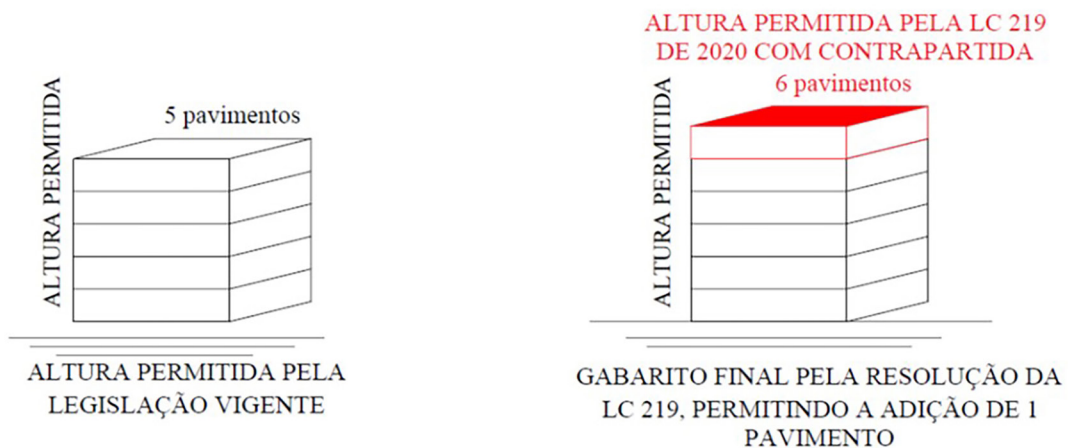 5 pavimentos
ALTURA PERMITIDA
ALTURA PERMITIDA PELA
LEGISLAÇÃO VIGENTE
ALTURA PERMITIDA PELA LC 219
DE 2020 COM CONTRAPARTIDA
6 pavimentos
ALTURA PERMITIDA
GABARITO FINAL PELA RESOLUÇÃO DA
LC 219, PERMITINDO A ADIÇÃO DE 1
PAVIMENTO